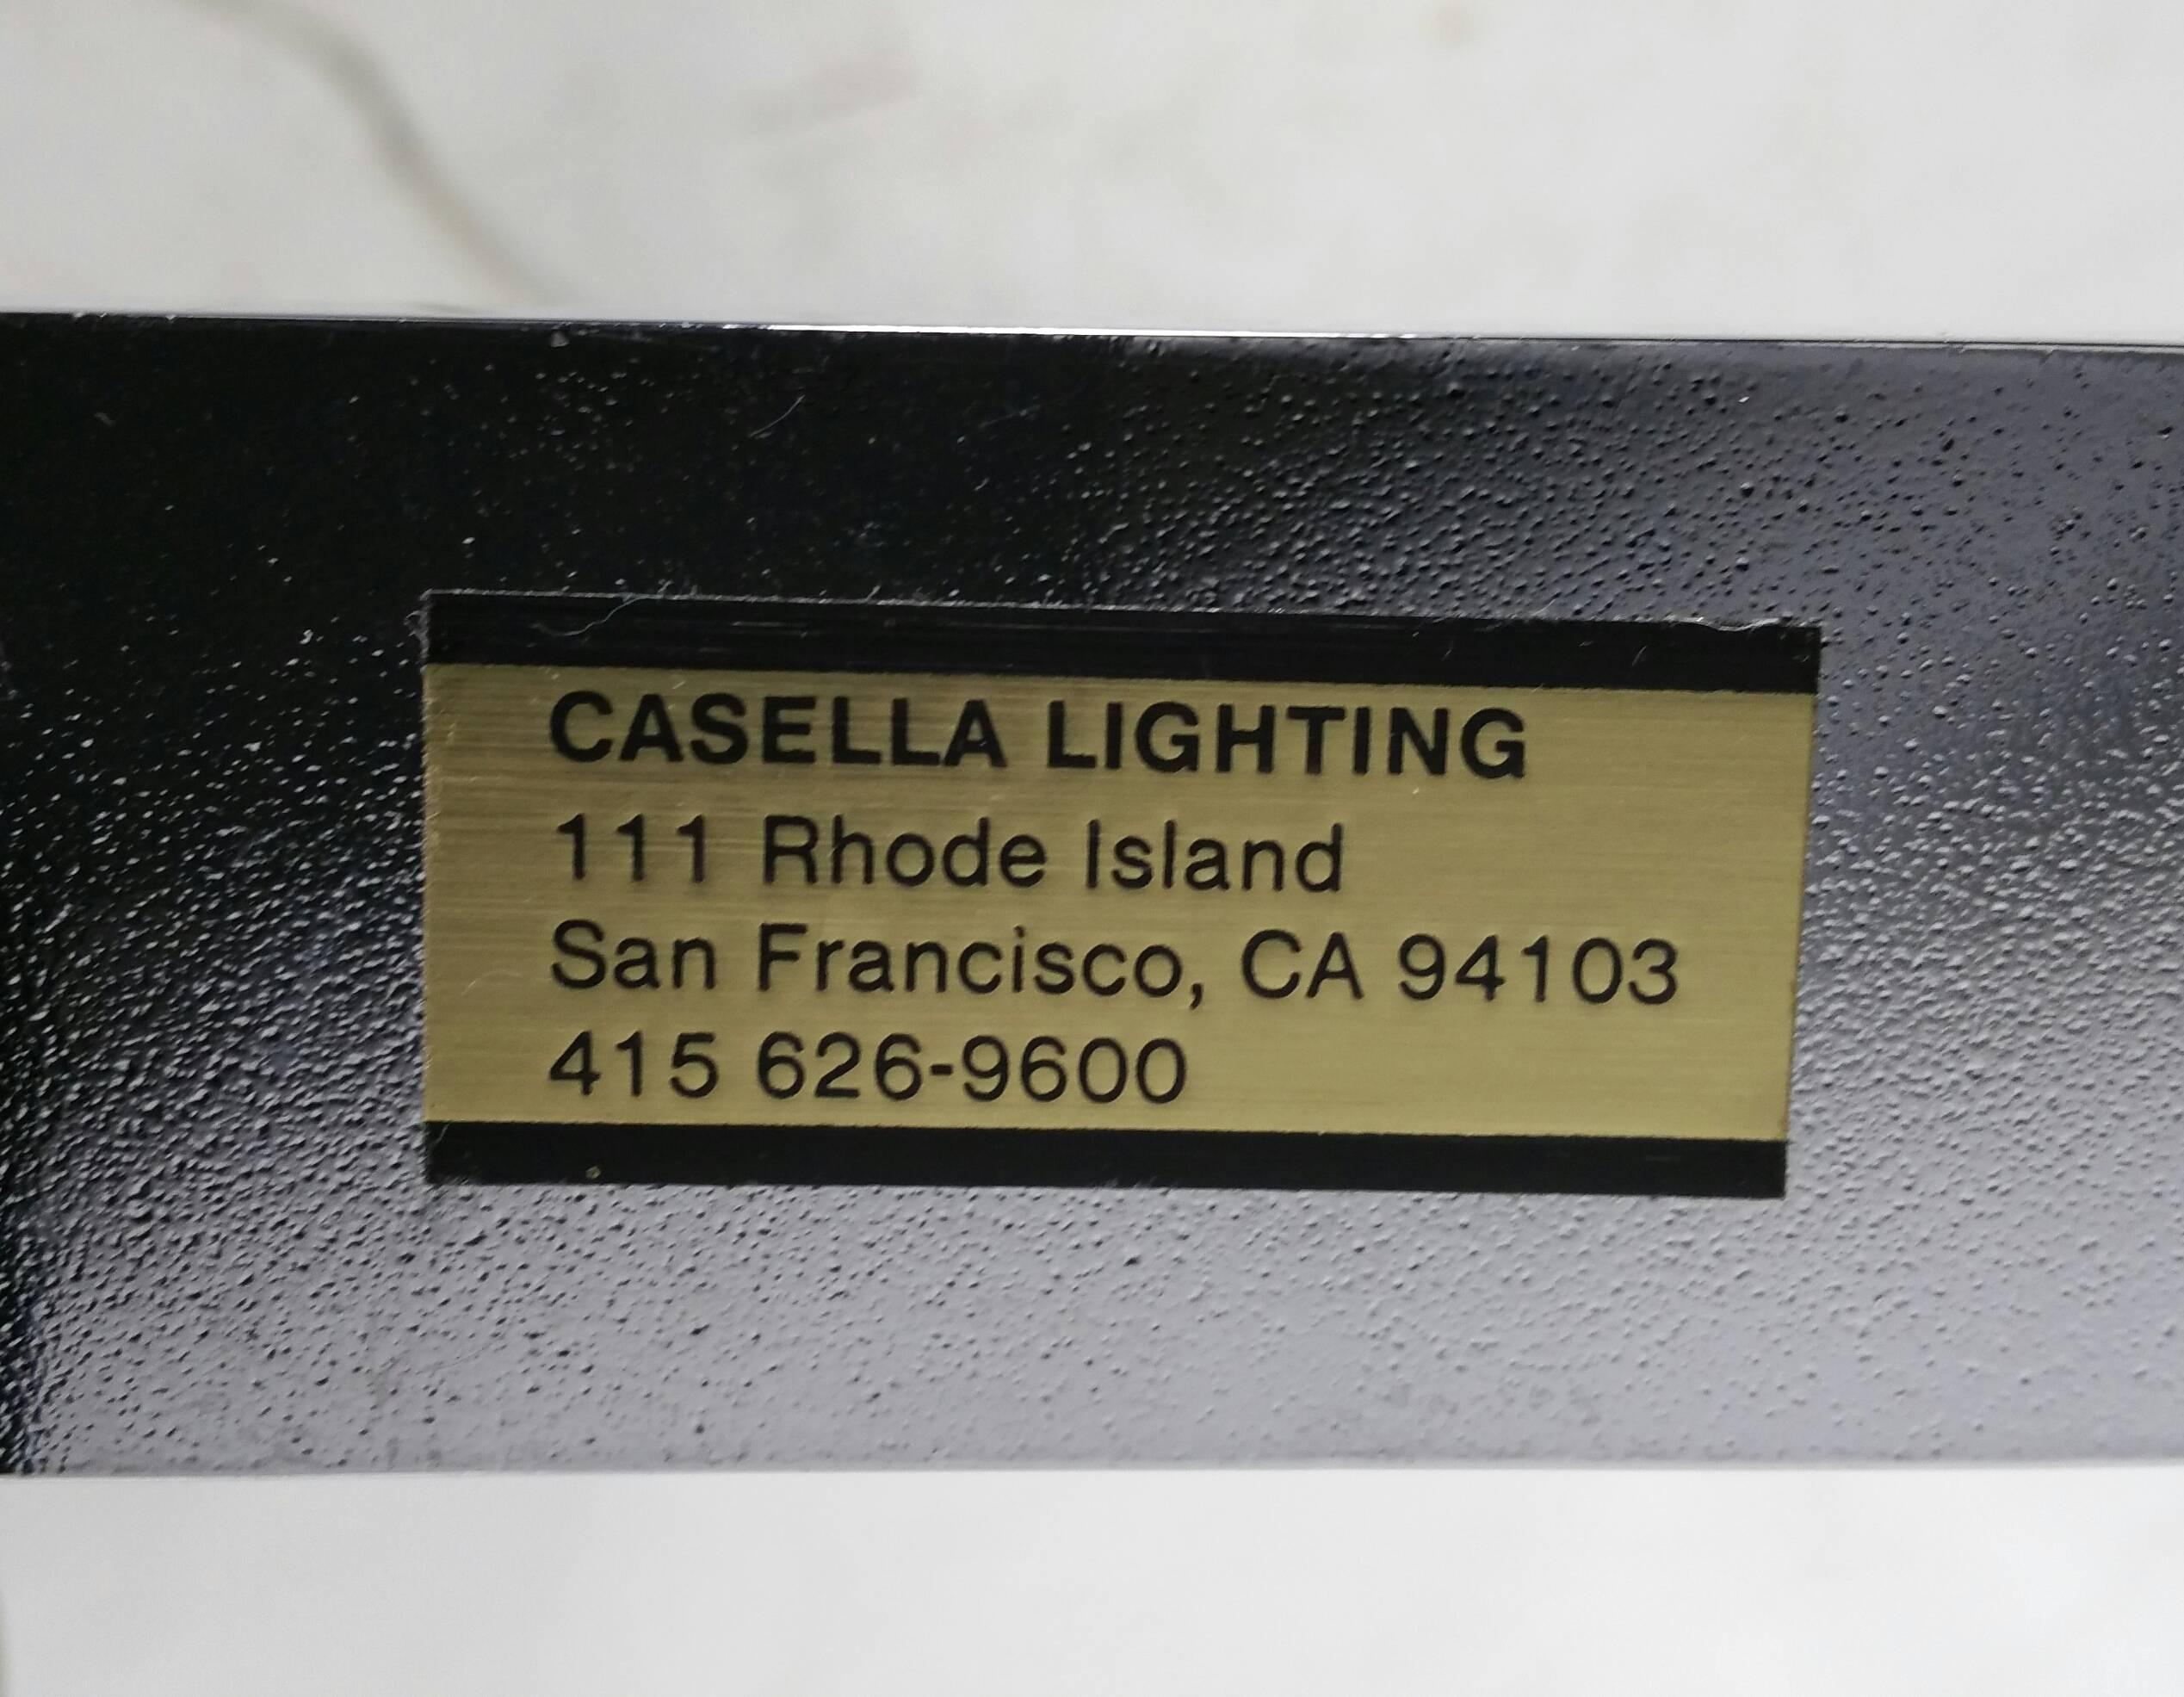 CASELLA LIGHTING
111 Rhode Island
San Francisco, CA 94103
415 626-9600